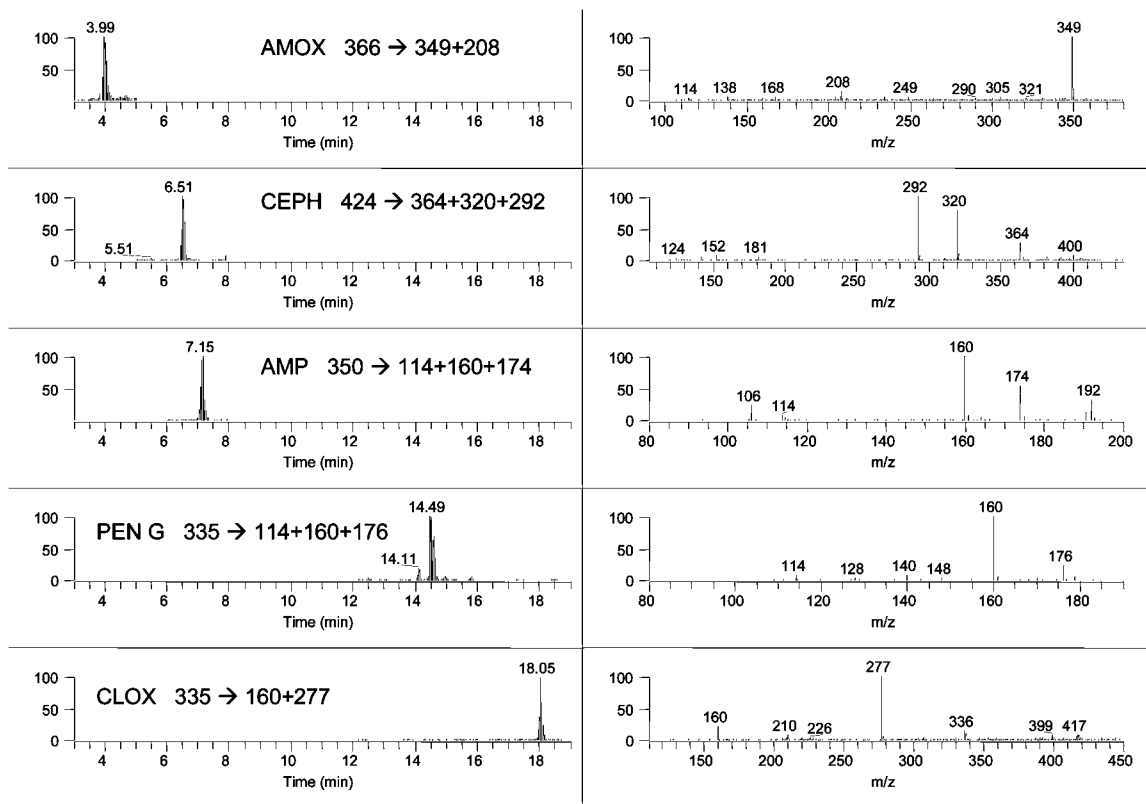 3.99
AMOX 366 → 349+208
100
50
0
4 6 8 10 12 14 16 18
Time (min)
349
100
50
0
114 138 168 208 249 290 305 321
100 150 200 250 300 350
m/z
6.51
CEPH 424 → 364+320+292
100
50
0
5.51
4 6 8 10 12 14 16 18
Time (min)
292
320
364
100
50
0
124 152 181 400
150 200 250 300 350 400
m/z
7.15
AMP 350 → 114+160+174
100
50
0
4 6 8 10 12 14 16 18
Time (min)
160
174
192
106
114
100
50
0
80 100 120 140 160 180 200
m/z
14.49
PEN G 335 → 114+160+176
14.11
100
50
0
4 6 8 10 12 14 16 18
Time (min)
160
176
100
50
0
114 128 140 148
80 100 120 140 160 180
m/z
18.05
CLOX 335 → 160+277
100
50
0
4 6 8 10 12 14 16 18
Time (min)
277
100
50
0
160 210 226 336 399 417
150 200 250 300 350 400 450
m/z